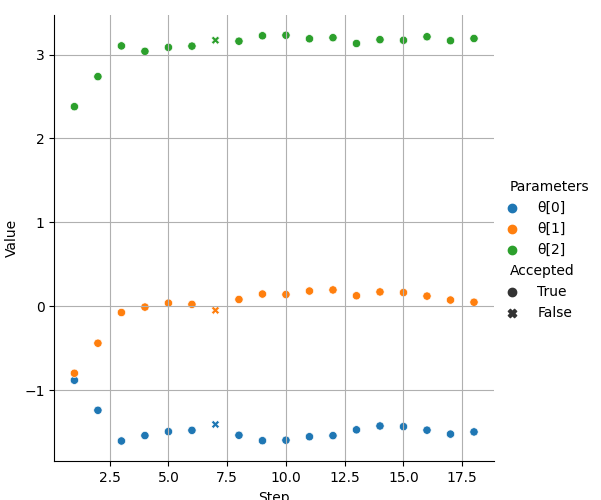 3
2
1
0
−1
Value
2.5 5.0 7.5 10.0 12.5 15.0 17.5
Step
Parameters
θ[0]
θ[1]
θ[2]
Accepted
True
False